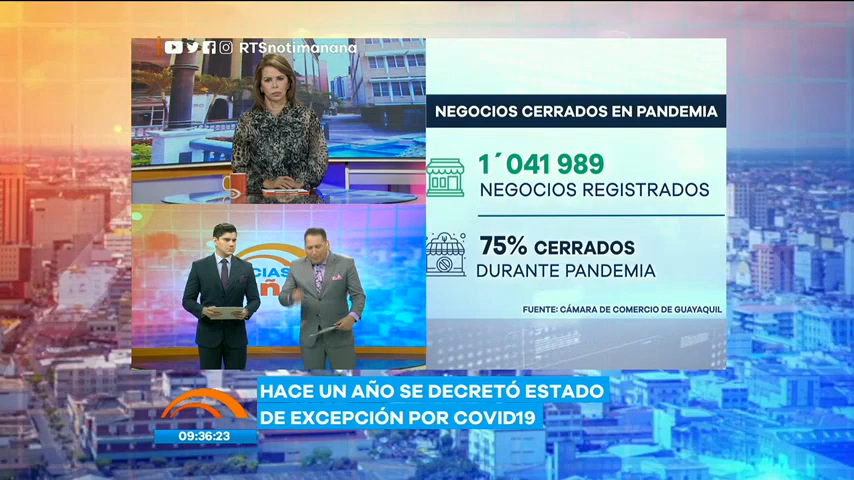 RTSnotimanana
NEGOCIOS CERRADOS EN PANDEMIA
1´041 989
NEGOCIOS REGISTRADOS
75% CERRADOS
DURANTE PANDEMIA
FUENTE: CÁMARA DE COMERCIO DE GUAYAQUIL
HACE UN AÑO SE DECRETÓ ESTADO
DE EXCEPCIÓN POR COVID19
09:36:23